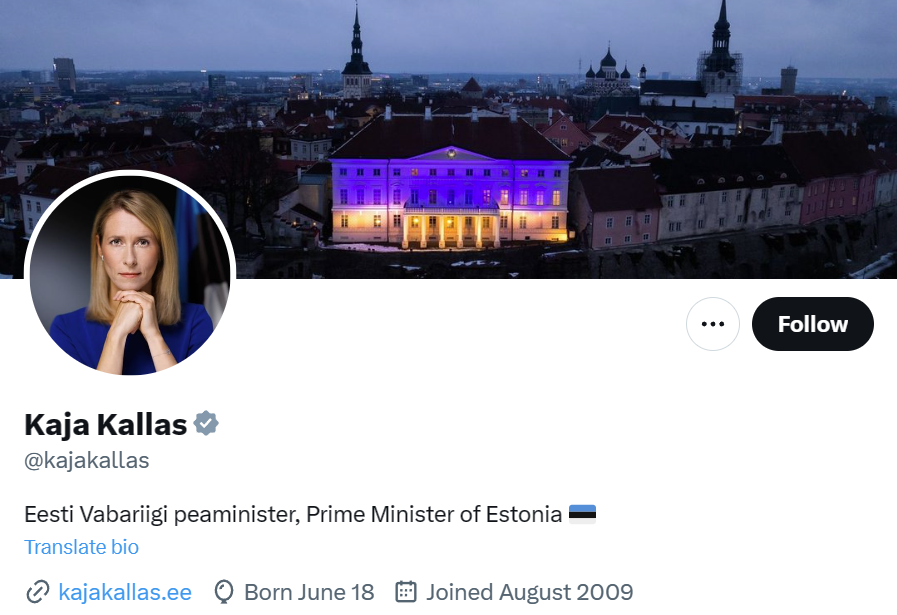 Follow
Kaja Kallas
@kajakallas
Eesti Vabariigi peaminister, Prime Minister of Estonia 🇪🇪
Translate bio
kajakallas.ee Born June 18 Joined August 2009